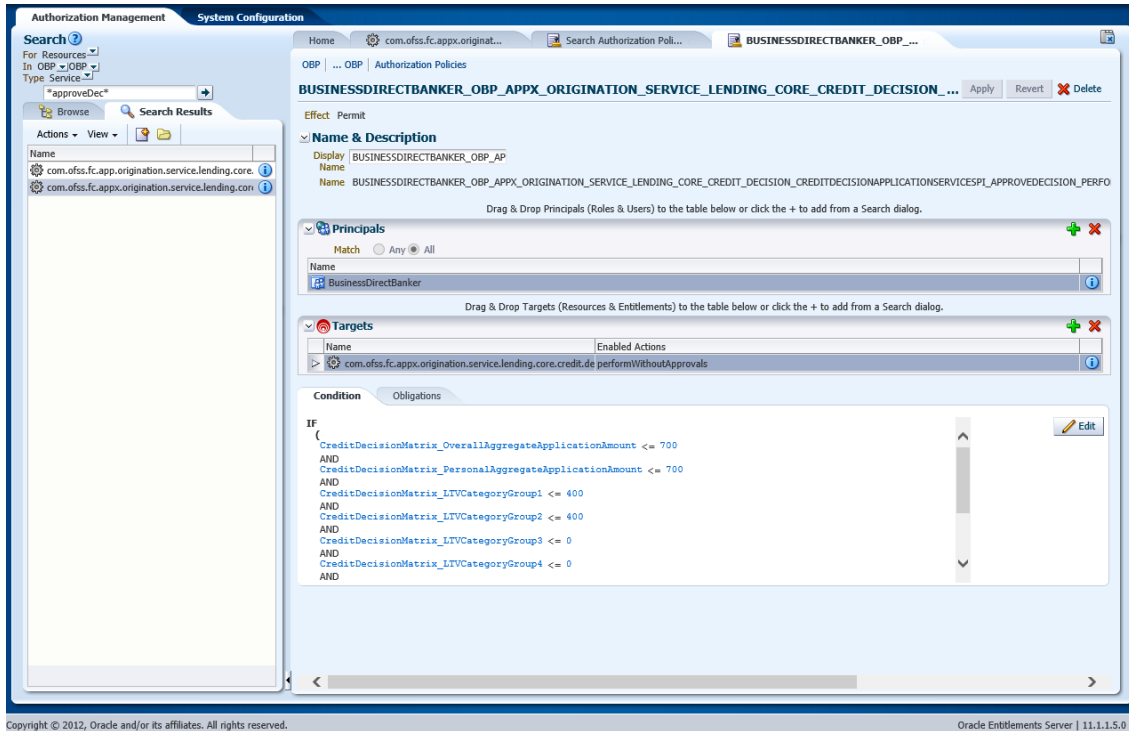 Authorization Management
System Configuration
Search
For Resources
In OBP OBP
Type Service
*approveDec*
Browse
Search Results
Actions
View
Name
com.ofss.fc.app.origination.service.lending.core.
com.ofss.fc.appx.origination.service.lending.cor
Home
com.ofss.fc.appx.originat...
Search Authorization Poli...
BUSINESSDIRECTBANKER_OBP_...
OBP | ... OBP | Authorization Policies
BUSINESSDIRECTBANKER_OBP_APPX_ORIGINATION_SERVICE_LENDING_CORE_CREDIT_DECISION_...
Apply
Revert
Delete
Effect Permit
Name & Description
Display Name BUSINESSDIRECTBANKER_OBP_AP
Name BUSINESSDIRECTBANKER_OBP_APPX_ORIGINATION_SERVICE_LENDING_CORE_CREDIT_DECISION_CREDITDECISIONAPPLICATIONSERVICESPI_APPROVEDECISION_PERFO
Drag & Drop Principals (Roles & Users) to the table below or click the + to add from a Search dialog.
Principals
Match Any All
Name
BusinessDirectBanker
Drag & Drop Targets (Resources & Entitlements) to the table below or click the + to add from a Search dialog.
Targets
Name Enabled Actions
com.ofss.fc.appx.origination.service.lending.core.credit.de performWithoutApprovals
Condition
Obligations
Edit
IF
(
CreditDecisionMatrix_OverallAggregateApplicationAmount <= 700
AND
CreditDecisionMatrix_PersonalAggregateApplicationAmount <= 700
AND
CreditDecisionMatrix_LTVCategoryGroup1 <= 400
AND
CreditDecisionMatrix_LTVCategoryGroup2 <= 400
AND
CreditDecisionMatrix_LTVCategoryGroup3 <= 0
AND
CreditDecisionMatrix_LTVCategoryGroup4 <= 0
AND
Copyright © 2012, Oracle and/or its affiliates. All rights reserved.
Oracle Entitlements Server | 11.1.1.5.0